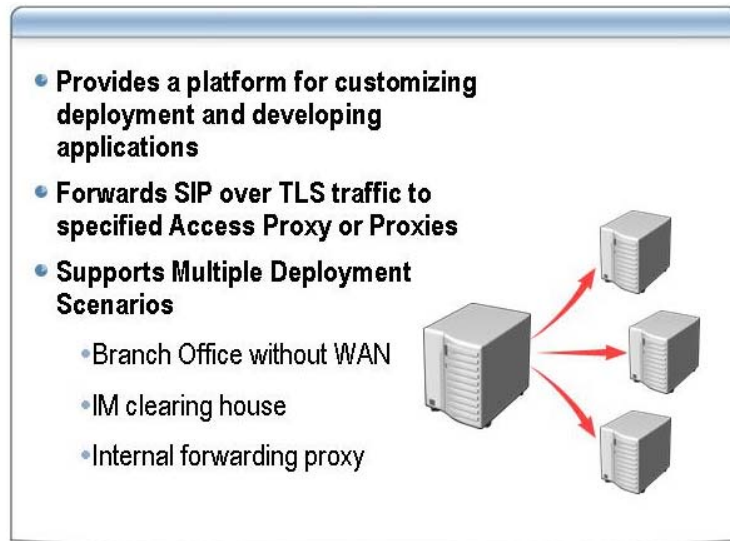 Provides a platform for customizing
deployment and developing
applications
Forwards SIP over TLS traffic to
specified Access Proxy or Proxies
Supports Multiple Deployment
Scenarios
Branch Office without WAN
IM clearing house
Internal forwarding proxy